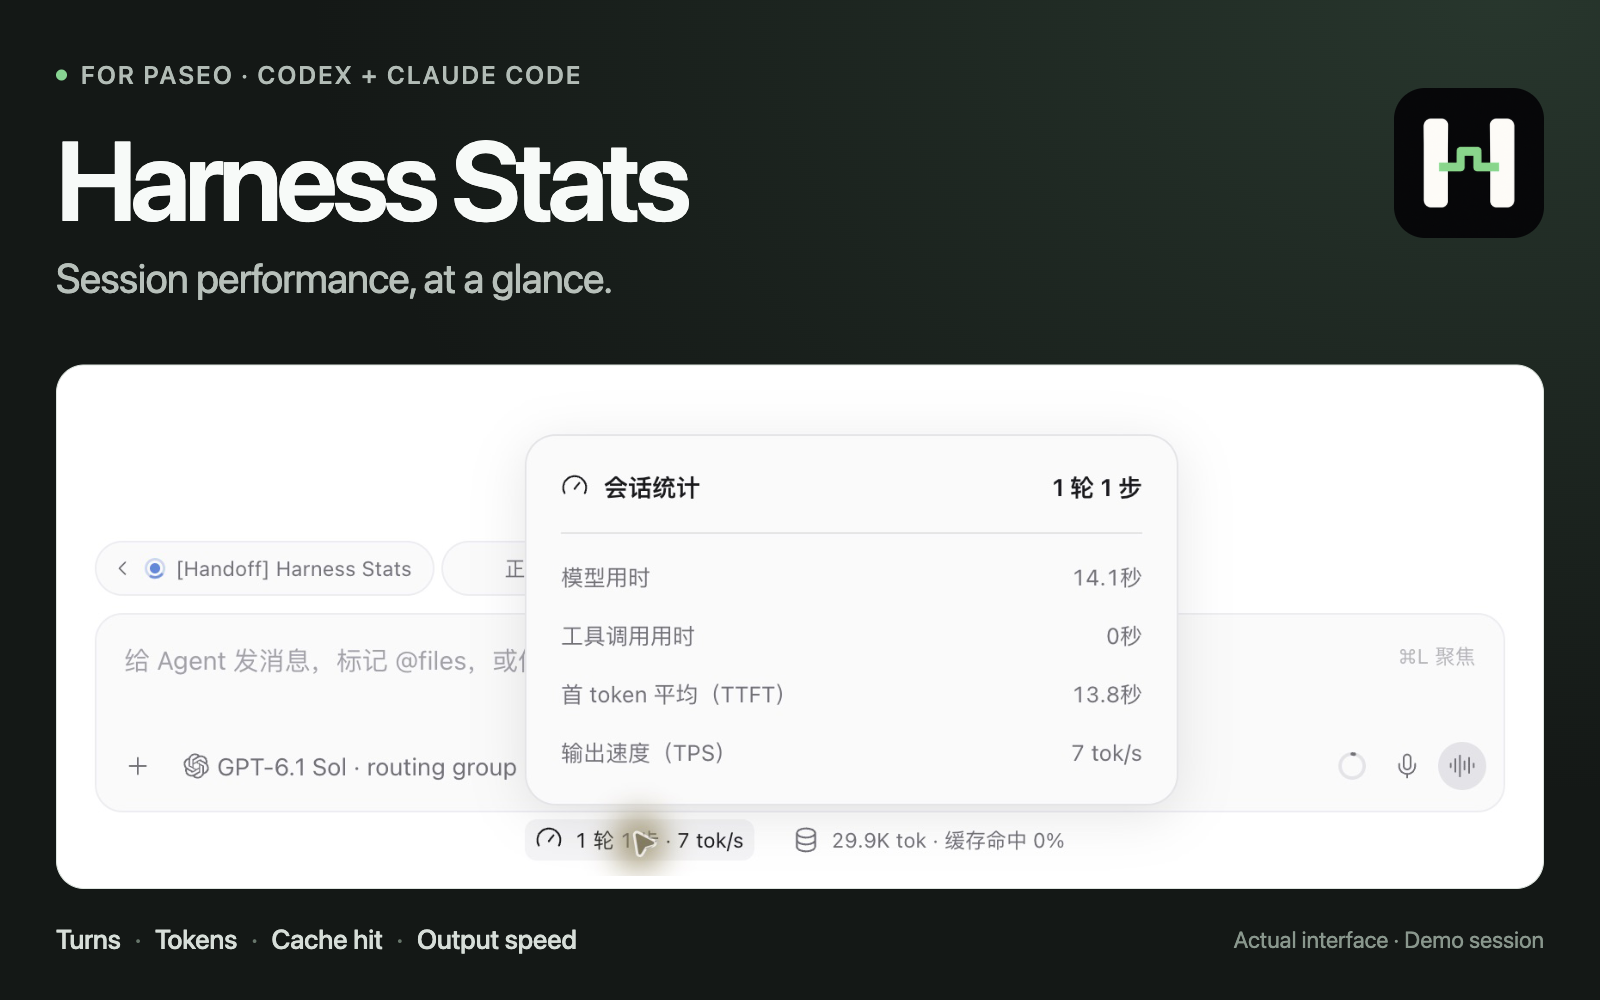 FOR PASEO · CODEX + CLAUDE CODE
Harness Stats
Session performance, at a glance.
会话统计 1 轮 1 步
模型用时 14.1秒
工具调用用时 0秒
首 token 平均（TTFT） 13.8秒
输出速度（TPS） 7 tok/s
[Handoff] Harness Stats 正
给 Agent 发消息，标记 @files，或
⌘L 聚焦
GPT-6.1 Sol · routing group
1 轮 1 · 7 tok/s 29.9K tok · 缓存命中 0%
Turns · Tokens · Cache hit · Output speed
Actual interface · Demo session